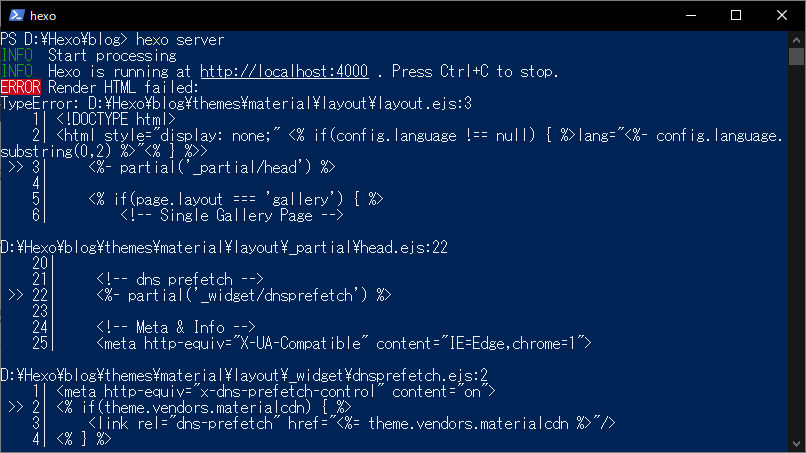 hexo
PS D:¥Hexo¥blog> hexo server
INFO  Start processing
INFO  Hexo is running at http://localhost:4000 . Press Ctrl+C to stop.
ERROR Render HTML failed:
TypeError: D:¥Hexo¥blog¥themes¥material¥layout¥layout.ejs:3
    1| <!DOCTYPE html>
    2| <html style="display: none;" <% if(config.language !== null) { %>lang="<%- config.language.
substring(0,2) %>"<% } %>>
 >> 3|     <%- partial('_partial/head') %>
    4|
    5|     <% if(page.layout === 'gallery') { %>
    6|         <!-- Single Gallery Page -->
D:¥Hexo¥blog¥themes¥material¥layout¥_partial¥head.ejs:22
    20|
    21|     <!-- dns prefetch -->
 >> 22|     <%- partial('_widget/dnsprefetch') %>
    23|
    24|     <!-- Meta & Info -->
    25|     <meta http-equiv="X-UA-Compatible" content="IE=Edge,chrome=1">
D:¥Hexo¥blog¥themes¥material¥layout¥_widget¥dnsprefetch.ejs:2
    1| <meta http-equiv="x-dns-prefetch-control" content="on">
 >> 2| <% if(theme.vendors.materialcdn) { %>
    3|     <link rel="dns-prefetch" href="<%= theme.vendors.materialcdn %>"/>
    4| <% } %>